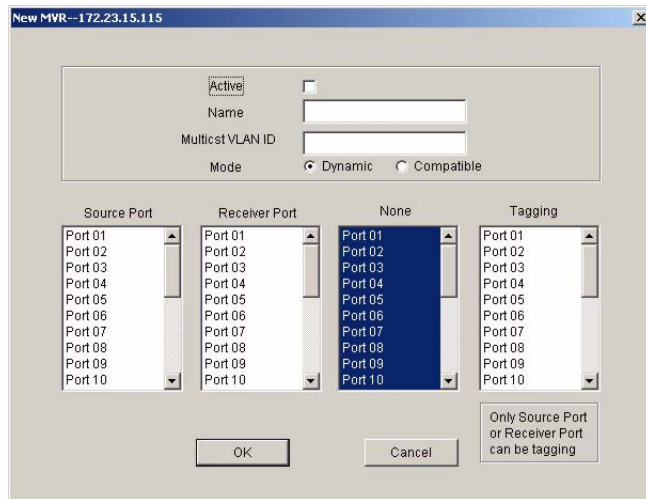 New MVR--172.23.15.115
Active
Name
Multicst VLAN ID
Mode Dynamic Compatible
Source Port Receiver Port None Tagging
Port 01 Port 01 Port 01 Port 01
Port 02 Port 02 Port 02 Port 02
Port 03 Port 03 Port 03 Port 03
Port 04 Port 04 Port 04 Port 04
Port 05 Port 05 Port 05 Port 05
Port 06 Port 06 Port 06 Port 06
Port 07 Port 07 Port 07 Port 07
Port 08 Port 08 Port 08 Port 08
Port 09 Port 09 Port 09 Port 09
Port 10 Port 10 Port 10 Port 10
Only Source Port
or Receiver Port
can be tagging
OK Cancel